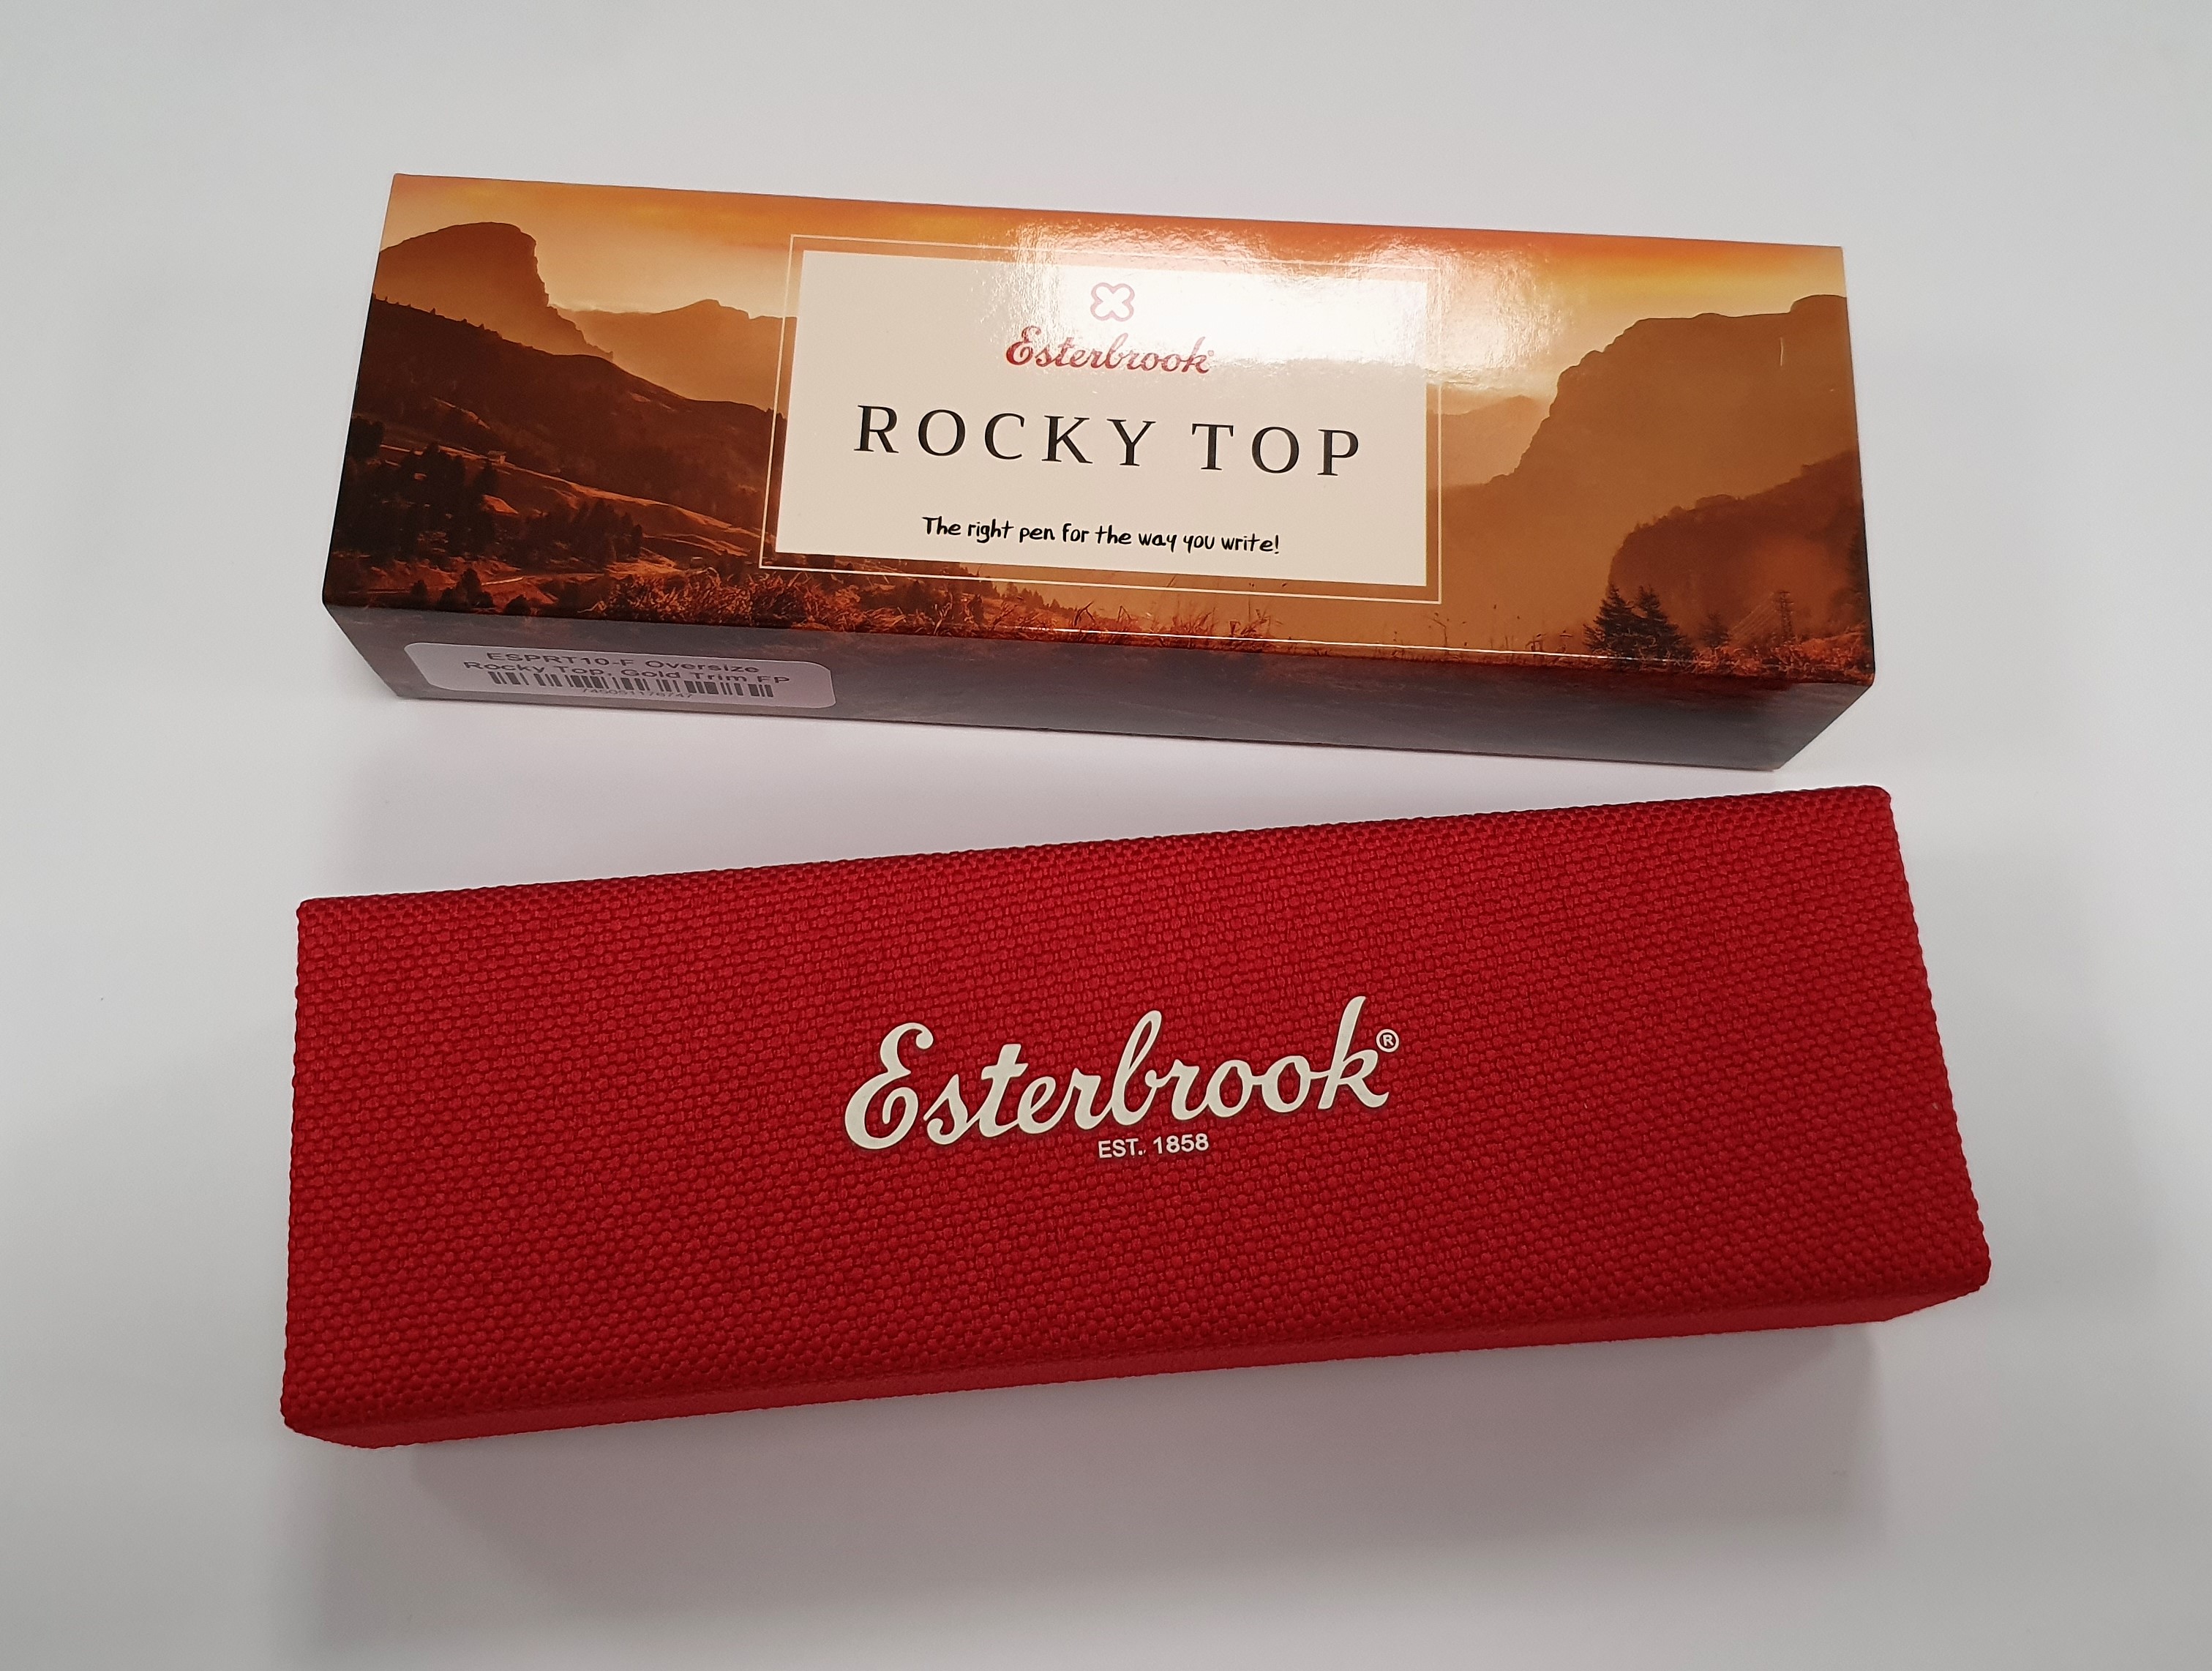 Esterbrook
ROCKY TOP
The right pen for the way you write!
ESPRT10-F Oversize
Rocky Top, Gold Trim FP
Esterbrook®
EST. 1858